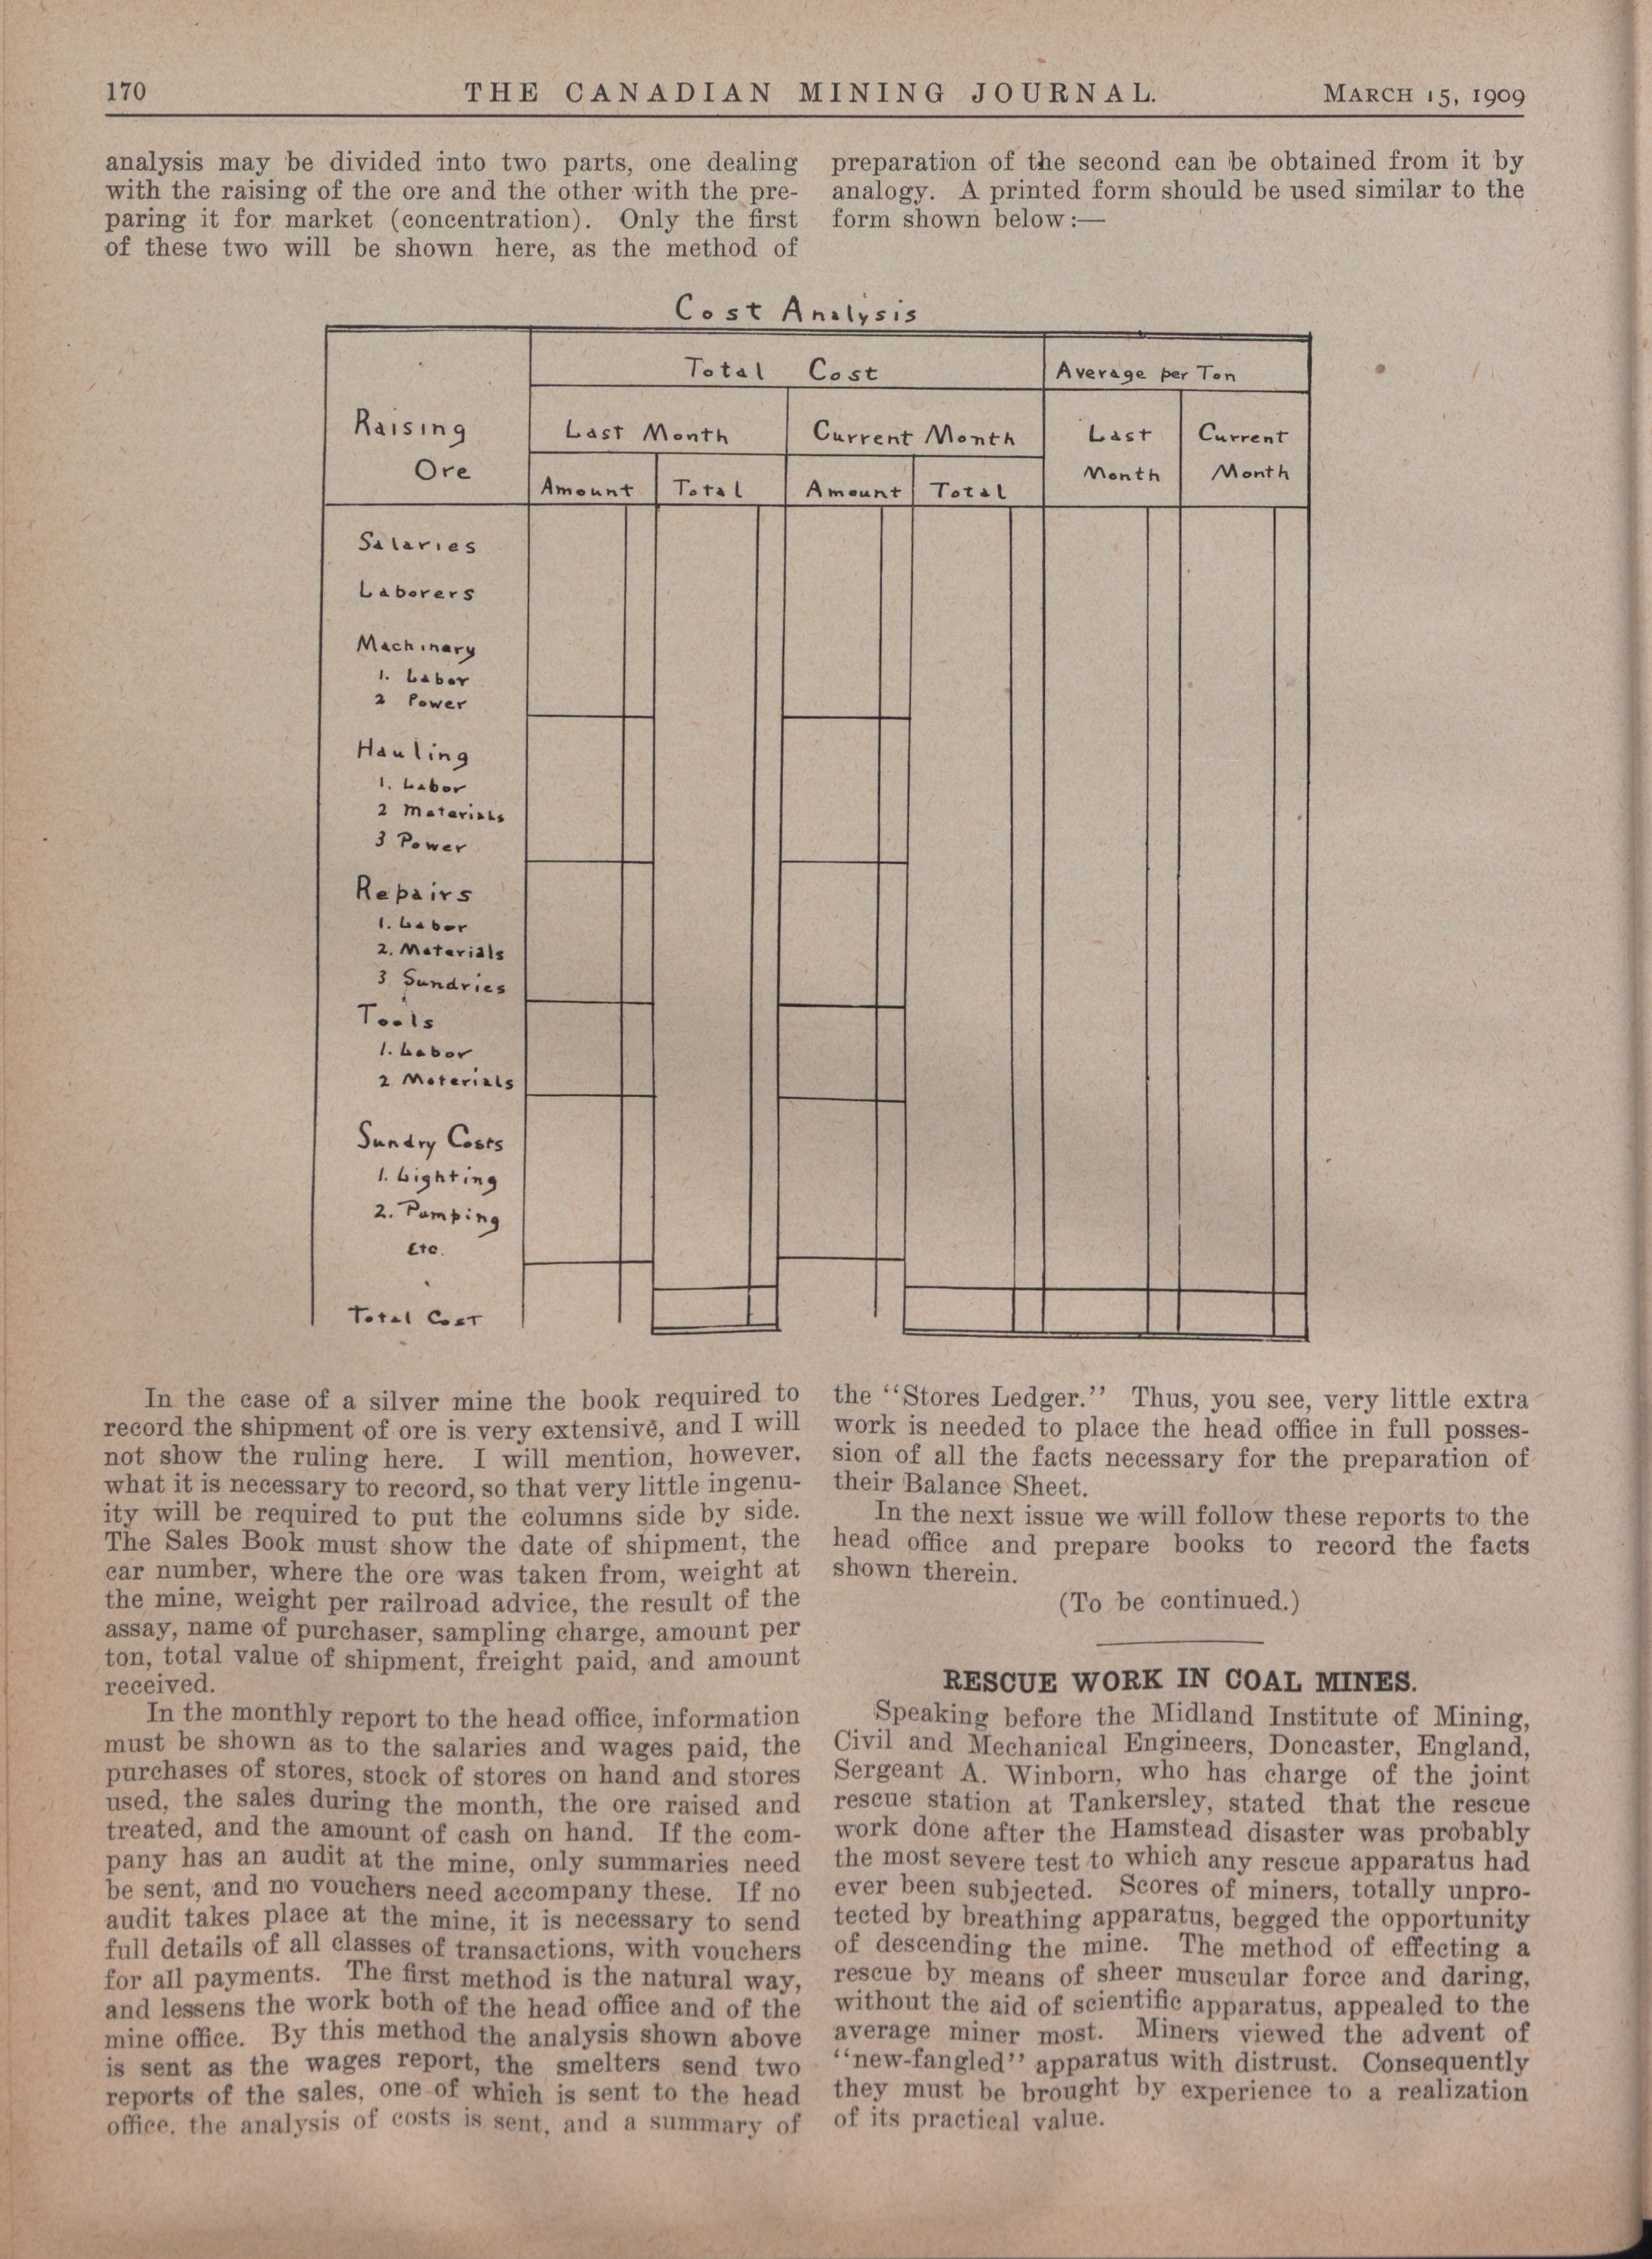 170 THE CANADIAN MINING JOURNAL. MARCH 15, 1909
analysis may be divided into two parts, one dealing
with the raising of the ore and the other with the pre-
paring it for market (concentration). Only the first
of these two will be shown here, as the method of
preparation of the second can be obtained from it by
analogy. A printed form should be used similar to the
form shown below:—
Cost Analysis
Total Cost Average per Ton
Raising Last Month Current Month Last Current
Ore Month Month
Amount Total Amount Total
Salaries
Laborers
Machinary
1. Labor
2 Power
Hauling
1. Labor
2 Materials
3 Power
Repairs
1. Labor
2. Materials
3 Sundries
Tools
1. Labor
2 Materials
Sundry Costs
1. Lighting
2. Pumping
Etc.
Total Cost
In the case of a silver mine the book required to
record the shipment of ore is very extensive, and I will
not show the ruling here. I will mention, however,
what it is necessary to record, so that very little ingenu-
ity will be required to put the columns side by side.
The Sales Book must show the date of shipment, the
car number, where the ore was taken from, weight at
the mine, weight per railroad advice, the result of the
assay, name of purchaser, sampling charge, amount per
ton, total value of shipment, freight paid, and amount
received.
In the monthly report to the head office, information
must be shown as to the salaries and wages paid, the
purchases of stores, stock of stores on hand and stores
used, the sales during the month, the ore raised and
treated, and the amount of cash on hand. If the com-
pany has an audit at the mine, only summaries need
be sent, and no vouchers need accompany these. If no
audit takes place at the mine, it is necessary to send
full details of all classes of transactions, with vouchers
for all payments. The first method is the natural way,
and lessens the work both of the head office and of the
mine office. By this method the analysis shown above
is sent as the wages report, the smelters send two
reports of the sales, one of which is sent to the head
office, the analysis of costs is sent, and a summary of
the "Stores Ledger." Thus, you see, very little extra
work is needed to place the head office in full posses-
sion of all the facts necessary for the preparation of
their Balance Sheet.
In the next issue we will follow these reports to the
head office and prepare books to record the facts
shown therein.
(To be continued.)
RESCUE WORK IN COAL MINES.
Speaking before the Midland Institute of Mining,
Civil and Mechanical Engineers, Doncaster, England,
Sergeant A. Winborn, who has charge of the joint
rescue station at Tankersley, stated that the rescue
work done after the Hamstead disaster was probably
the most severe test to which any rescue apparatus had
ever been subjected. Scores of miners, totally unpro-
tected by breathing apparatus, begged the opportunity
of descending the mine. The method of effecting a
rescue by means of sheer muscular force and daring,
without the aid of scientific apparatus, appealed to the
average miner most. Miners viewed the advent of
"new-fangled" apparatus with distrust. Consequently
they must be brought by experience to a realization
of its practical value.